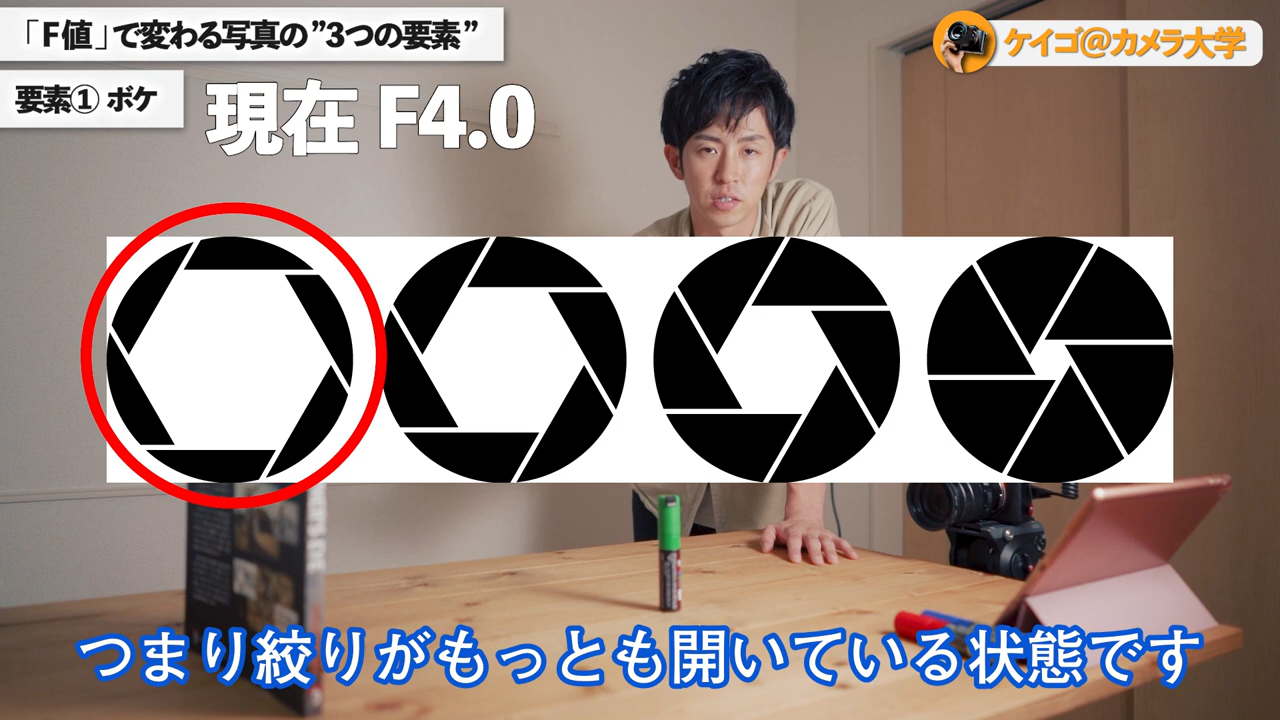 「F値」で変わる写真の”3つの要素”
ケイゴ@カメラ大学
要素① ボケ
現在 F4.0
つまり絞りがもっとも開いている状態です